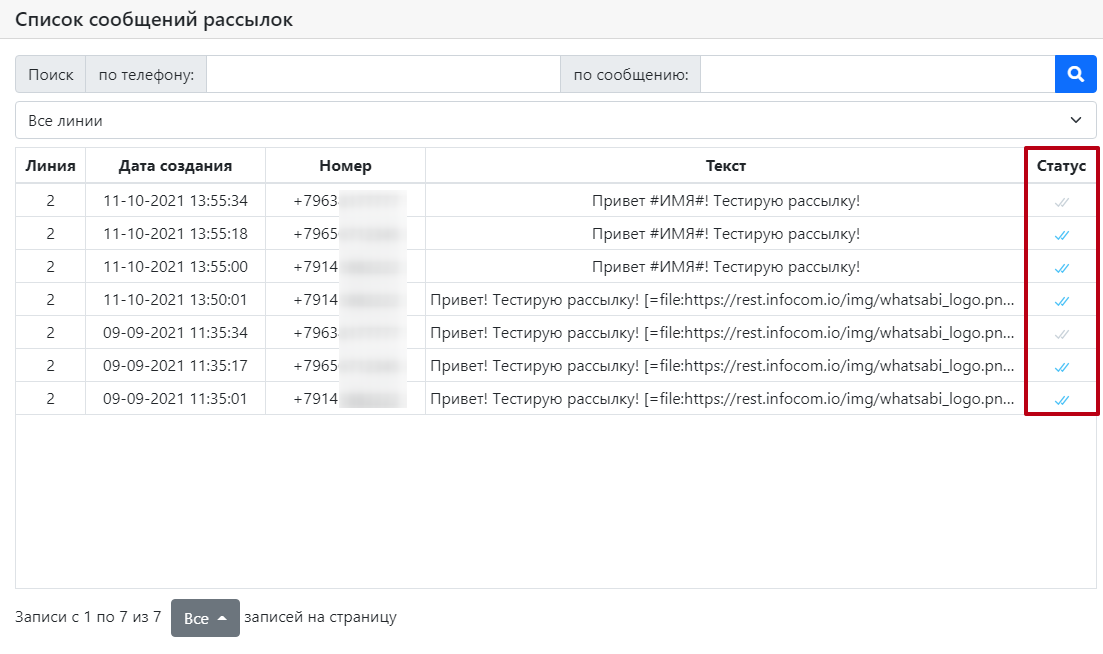 Список сообщений рассылок
Поиск по телефону: по сообщению:
Все линии
Линия Дата создания Номер Текст Статус
2 11-10-2021 13:55:34 +7963 Привет #ИМЯ#! Тестирую рассылку!
2 11-10-2021 13:55:18 +7965 Привет #ИМЯ#! Тестирую рассылку!
2 11-10-2021 13:55:00 +7914 Привет #ИМЯ#! Тестирую рассылку!
2 11-10-2021 13:50:01 +7914 Привет! Тестирую рассылку! [=file:https://rest.infocom.io/img/whatsabi_logo.pn...
2 09-09-2021 11:35:34 +7963 Привет! Тестирую рассылку! [=file:https://rest.infocom.io/img/whatsabi_logo.pn...
2 09-09-2021 11:35:17 +7965 Привет! Тестирую рассылку! [=file:https://rest.infocom.io/img/whatsabi_logo.pn...
2 09-09-2021 11:35:01 +7914 Привет! Тестирую рассылку! [=file:https://rest.infocom.io/img/whatsabi_logo.pn...
Записи с 1 по 7 из 7 Все записей на страницу